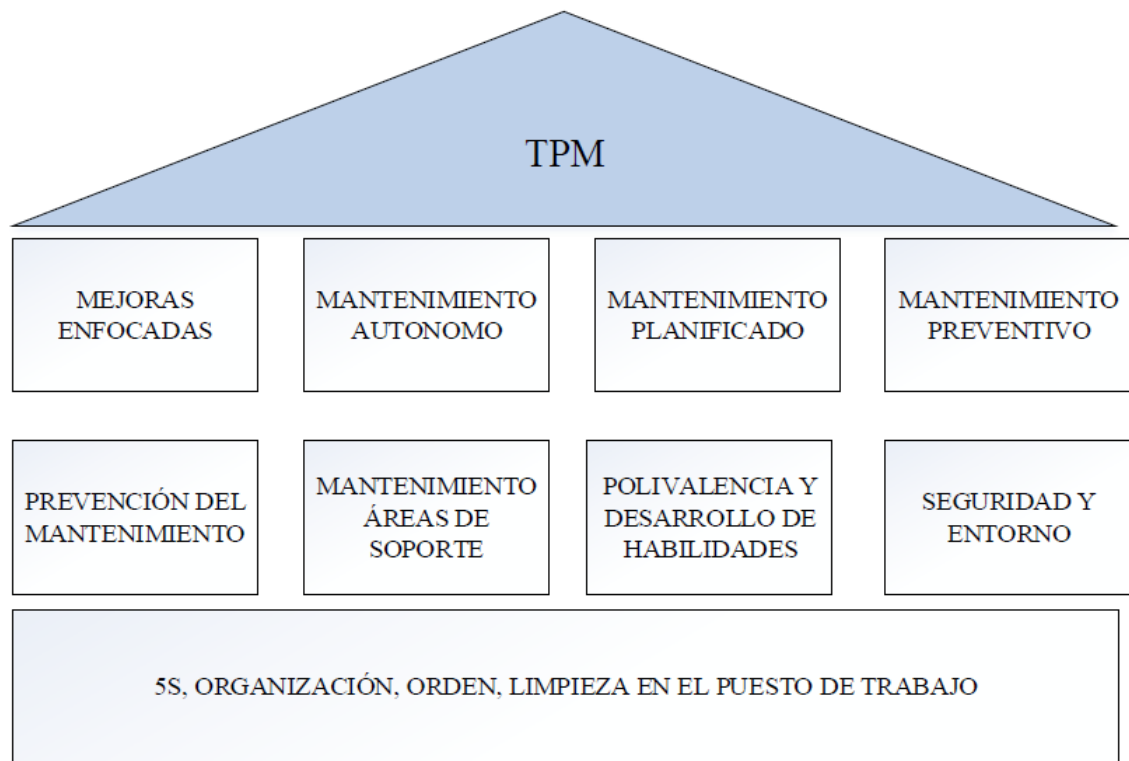 TPM
MEJORAS
ENFOCADAS
MANTENIMIENTO
AUTONOMO
MANTENIMIENTO
PLANIFICADO
MANTENIMIENTO
PREVENTIVO
PREVENCIÓN DEL
MANTENIMIENTO
MANTENIMIENTO
ÁREAS DE
SOPORTE
POLIVALENCIA Y
DESARROLLO DE
HABILIDADES
SEGURIDAD Y
ENTORNO
5S, ORGANIZACIÓN, ORDEN, LIMPIEZA EN EL PUESTO DE TRABAJO